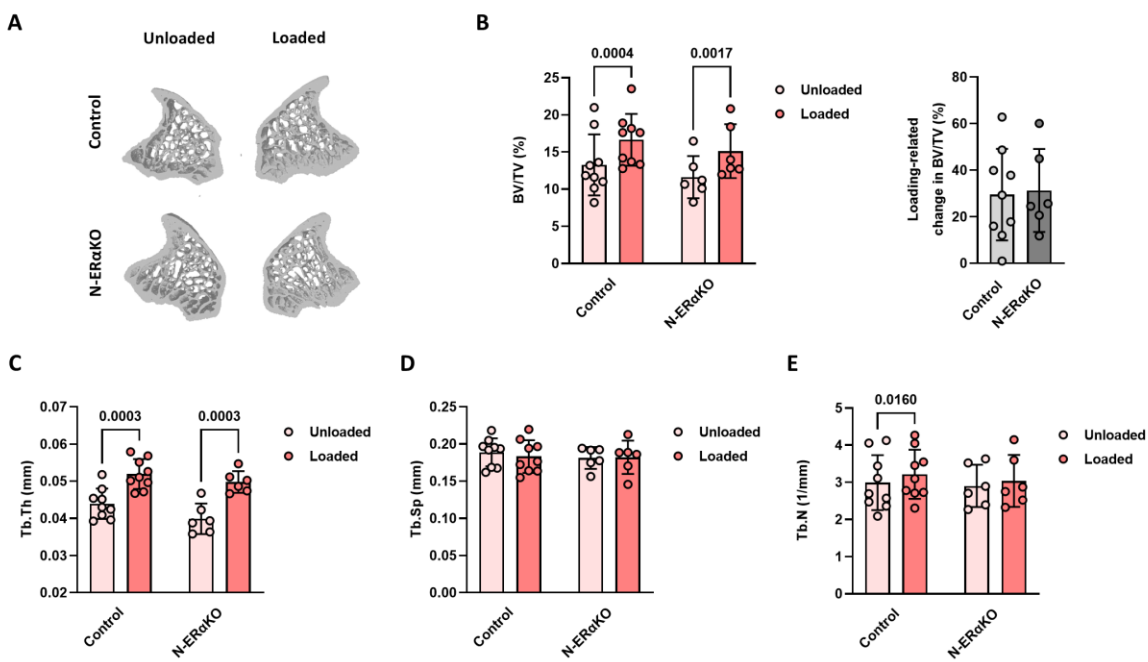 A
Unloaded
Loaded
Control
N-ERαKO
B
0.0004
0.0017
25
20
15
10
5
0
BV/TV (%)
Control
N-ERαKO
Unloaded
Loaded
80
60
40
20
0
Loading-related
change in BV/TV (%)
Control
N-ERαKO
C
0.0003
0.0003
0.07
0.06
0.05
0.04
0.03
0.02
Tb.Th (mm)
Control
N-ERαKO
Unloaded
Loaded
D
0.25
0.20
0.15
0.10
0.05
0.00
Tb.Sp (mm)
Control
N-ERαKO
Unloaded
Loaded
E
0.0160
5
4
3
2
1
0
Tb.N (1/mm)
Control
N-ERαKO
Unloaded
Loaded